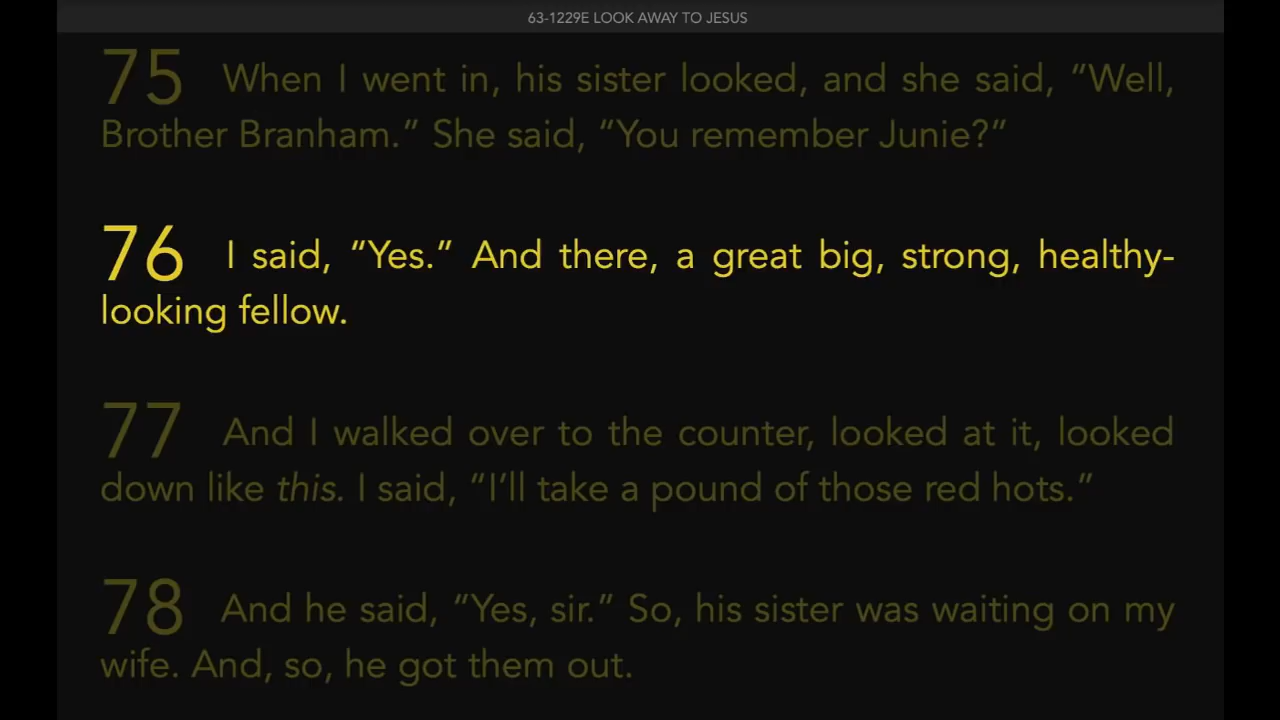 63-1229E LOOK AWAY TO JESUS
75 When I went in, his sister looked, and she said, “Well,
Brother Branham.” She said, “You remember Junie?”
76 I said, “Yes.” And there, a great big, strong, healthy-
looking fellow.
77 And I walked over to the counter, looked at it, looked
down like this. I said, “I’ll take a pound of those red hots.”
78 And he said, “Yes, sir.” So, his sister was waiting on my
wife. And, so, he got them out.